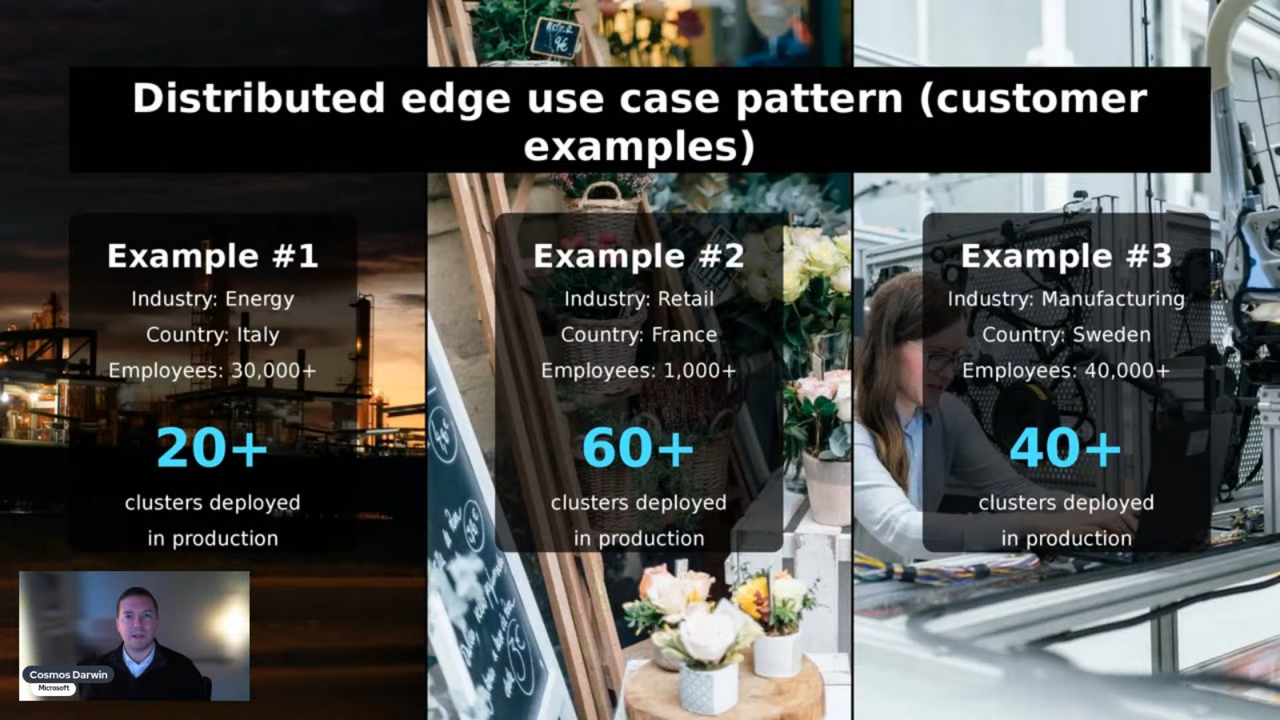 Distributed edge use case pattern (customer
examples)
Example #1
Industry: Energy
Country: Italy
Employees: 30,000+
20+
clusters deployed
in production
Example #2
Industry: Retail
Country: France
Employees: 1,000+
60+
clusters deployed
in production
Example #3
Industry: Manufacturing
Country: Sweden
Employees: 40,000+
40+
clusters deployed
in production
Cosmos Darwin
Microsoft